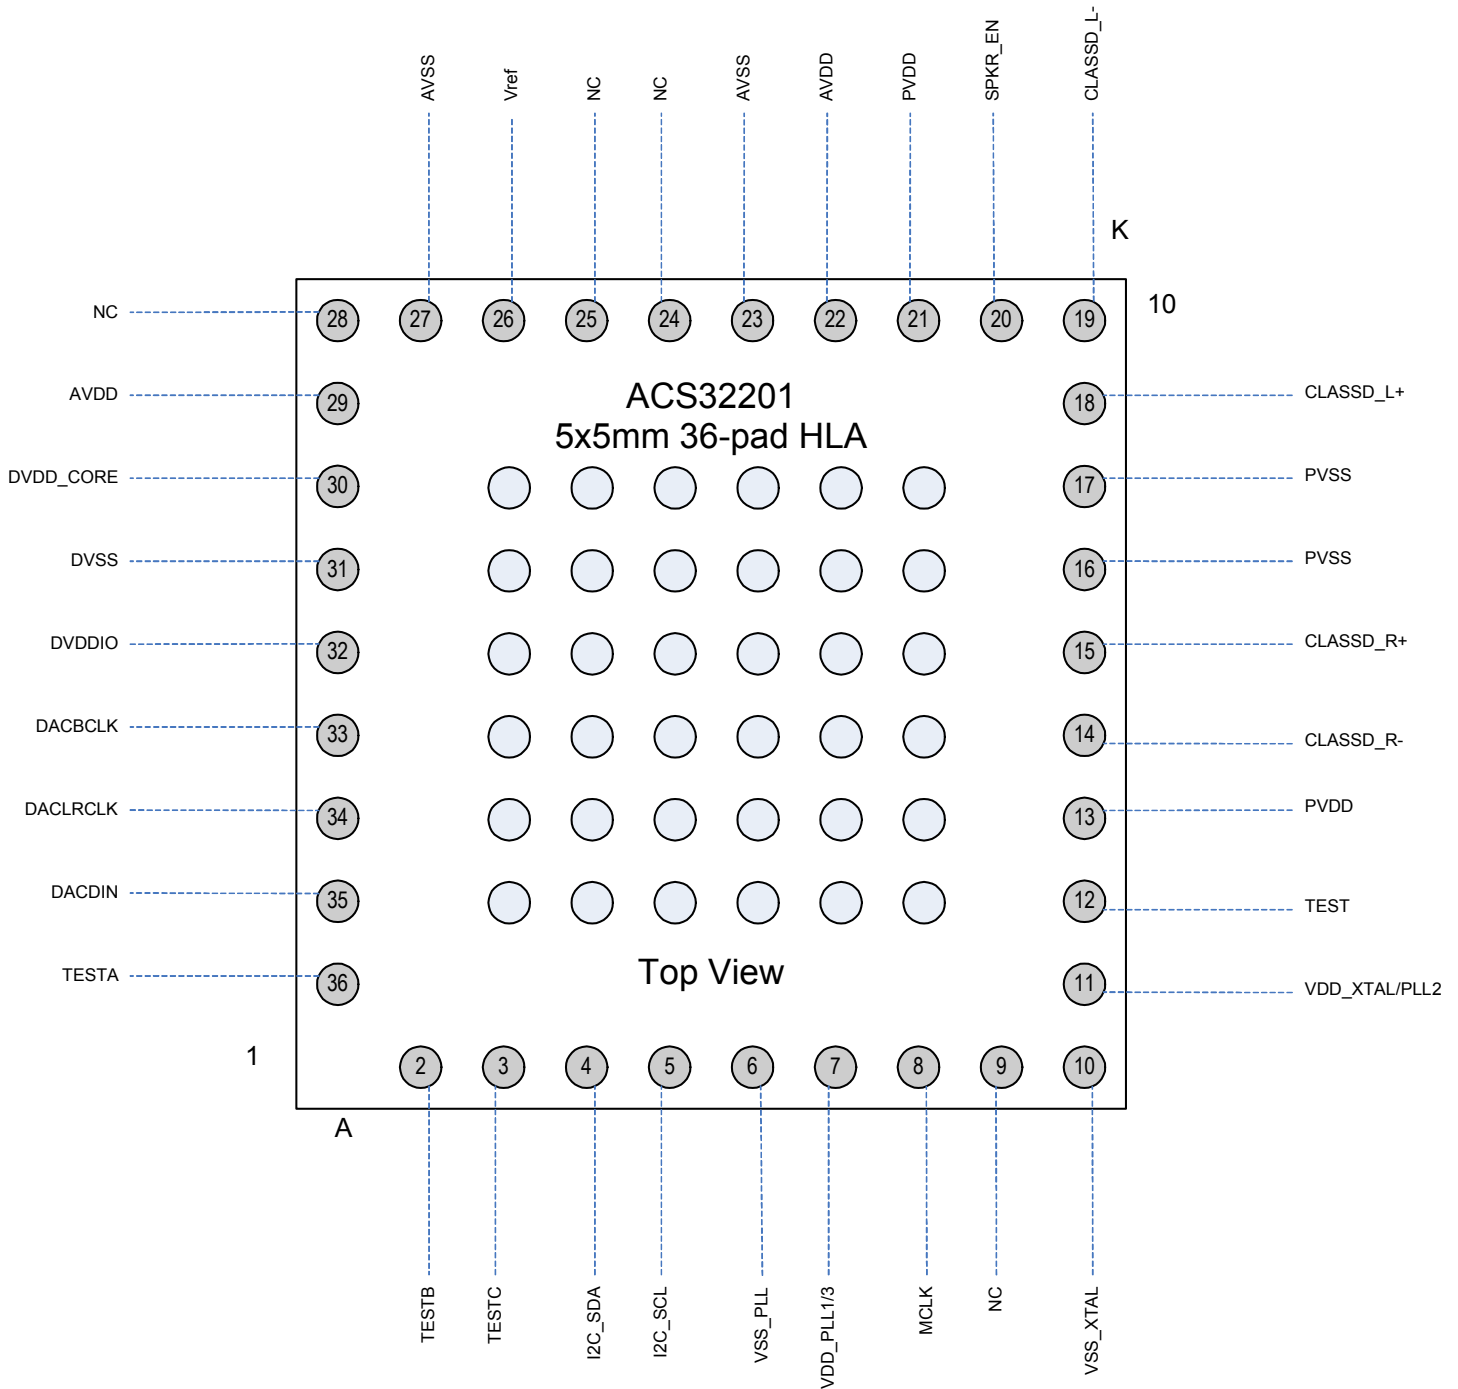 CLASSD_L-
SPKR_EN
PVDD
AVDD
AVSS
NC
NC
Vref
AVSS
K
10
NC
28
27
26
25
24
23
22
21
20
19
AVDD
29
ACS32201
5x5mm 36-pad HLA
18
CLASSD_L+
DVDD_CORE
30
17
PVSS
DVSS
31
16
PVSS
DVDDIO
32
15
CLASSD_R+
DACBCLK
33
14
CLASSD_R-
DACLRCLK
34
13
PVDD
DACDIN
35
12
TEST
TESTA
36
Top View
11
VDD_XTAL/PLL2
1
2
3
4
5
6
7
8
9
10
A
TESTB
TESTC
I2C_SDA
I2C_SCL
VSS_PLL
VDD_PLL1/3
MCLK
NC
VSS_XTAL